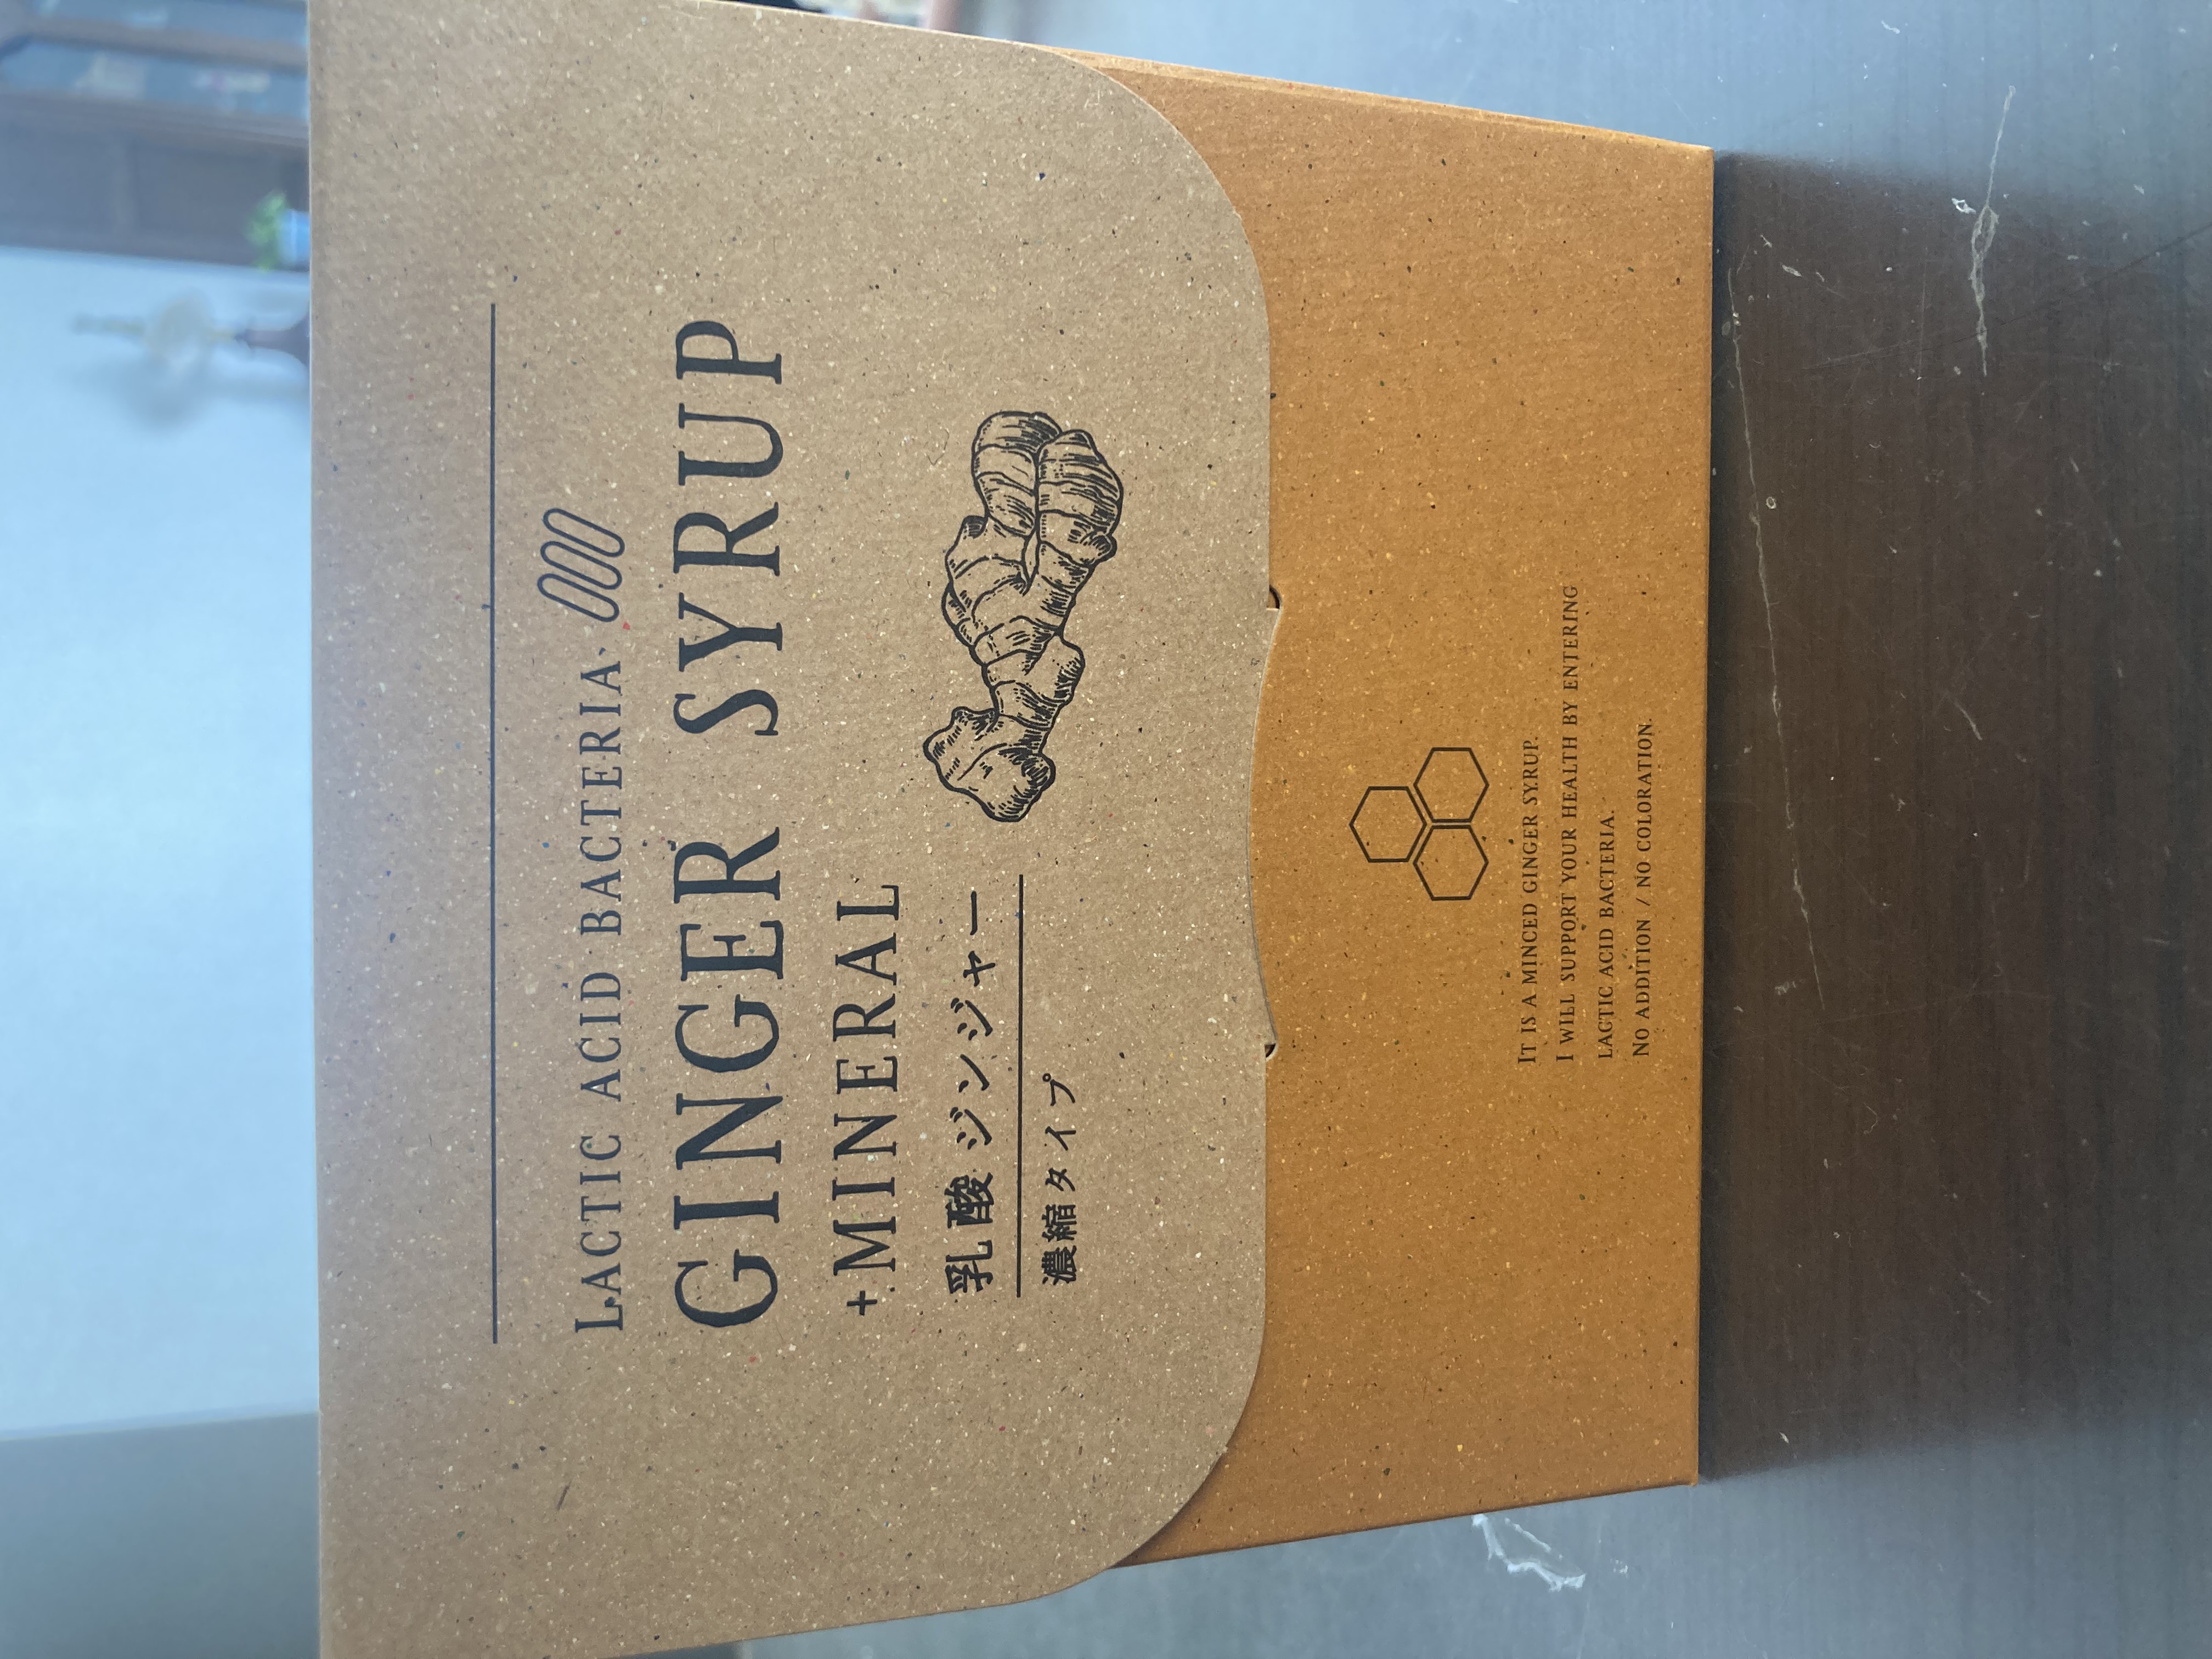 LACTIC ACID BACTERIA
GINGER SYRUP
+MINERAL
乳酸ジンジャー
濃縮タイプ
IT IS A MINCED GINGER SYRUP.
I WILL SUPPORT YOUR HEALTH BY ENTERING
LACTIC ACID BACTERIA.
NO ADDITION / NO COLORATION.